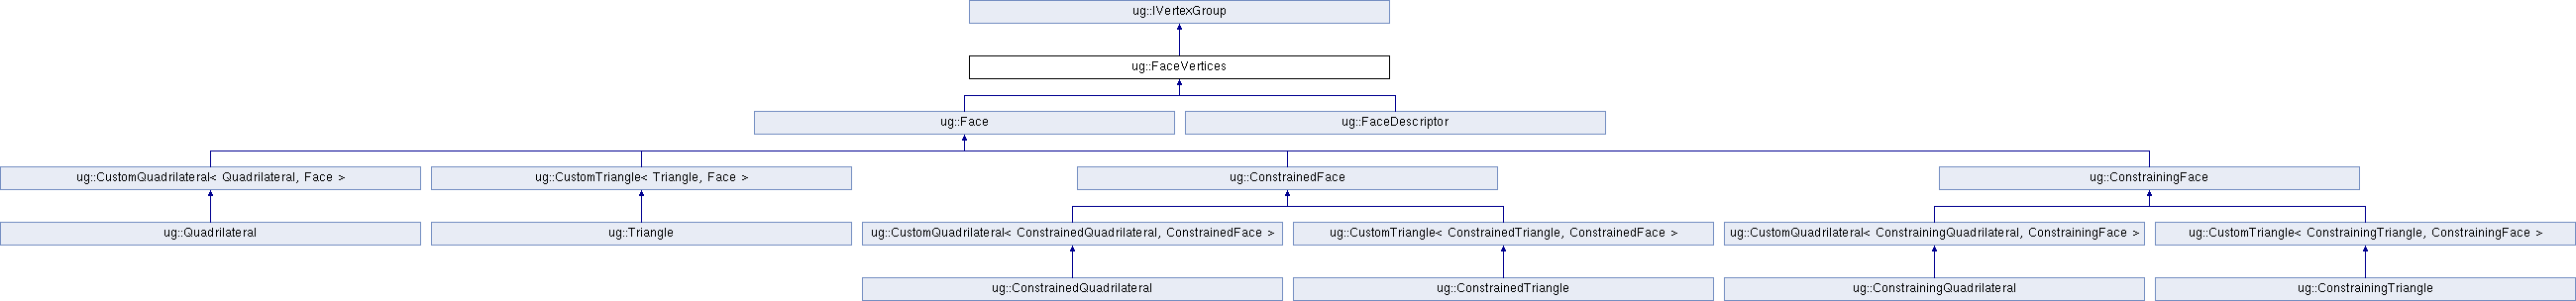 ug::IVertexGroup
ug::FaceVertices
ug::Face
ug::FaceDescriptor
ug::CustomQuadrilateral< Quadrilateral, Face >
ug::CustomTriangle< Triangle, Face >
ug::ConstrainedFace
ug::ConstrainingFace
ug::Quadrilateral
ug::Triangle
ug::CustomQuadrilateral< ConstrainedQuadrilateral, ConstrainedFace >
ug::CustomTriangle< ConstrainedTriangle, ConstrainedFace >
ug::CustomQuadrilateral< ConstrainingQuadrilateral, ConstrainingFace >
ug::CustomTriangle< ConstrainingTriangle, ConstrainingFace >
ug::ConstrainedQuadrilateral
ug::ConstrainedTriangle
ug::ConstrainingQuadrilateral
ug::ConstrainingTriangle